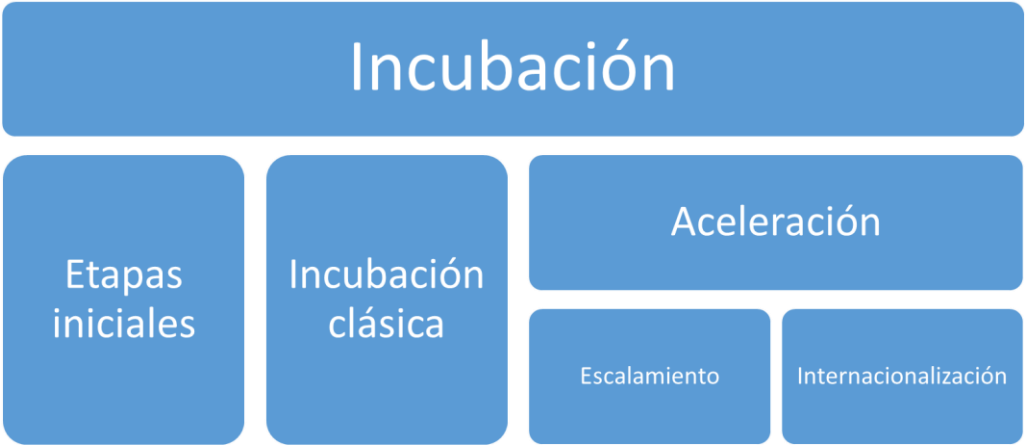 Incubación
Etapas
iniciales
Incubación
clásica
Aceleración
Escalamiento
Internacionalización